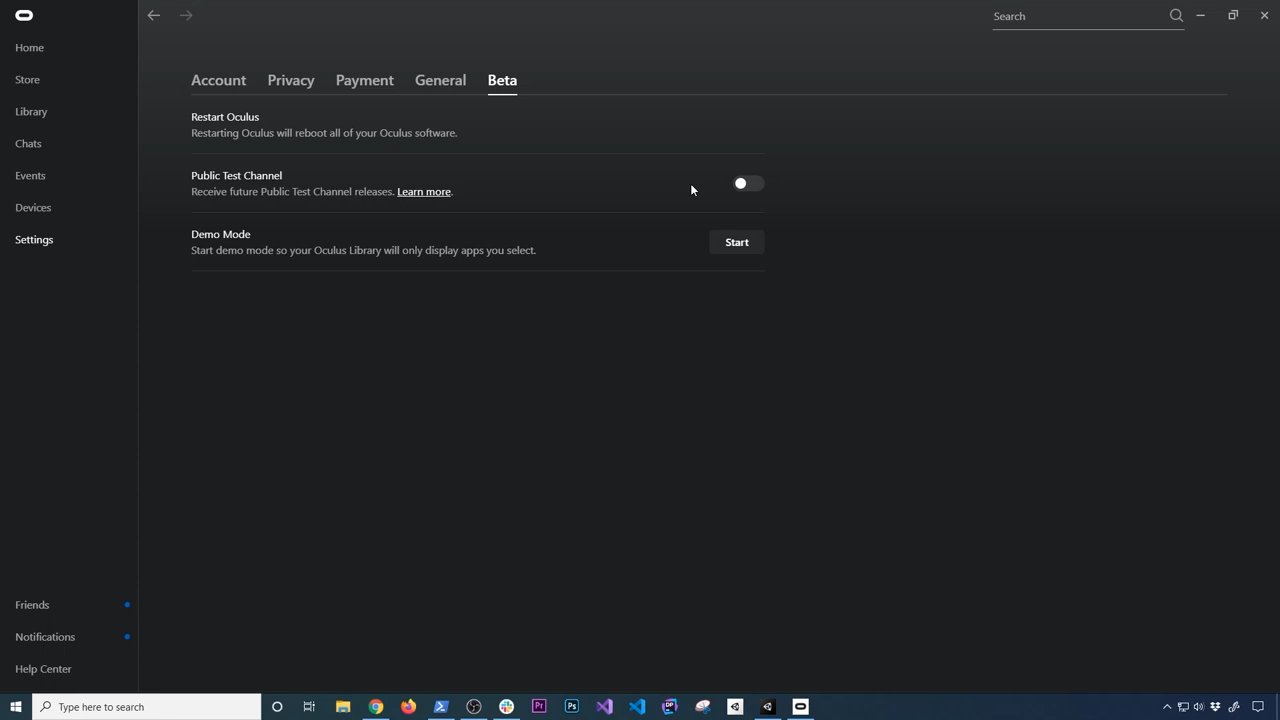 Search
Home
Store
Library
Chats
Events
Devices
Settings
Account Privacy Payment General Beta
Restart Oculus
Restarting Oculus will reboot all of your Oculus software.
Public Test Channel
Receive future Public Test Channel releases. Learn more.
Demo Mode
Start demo mode so your Oculus Library will only display apps you select.
Start
Friends
Notifications
Help Center
Type here to search
Pr
Ps
DP